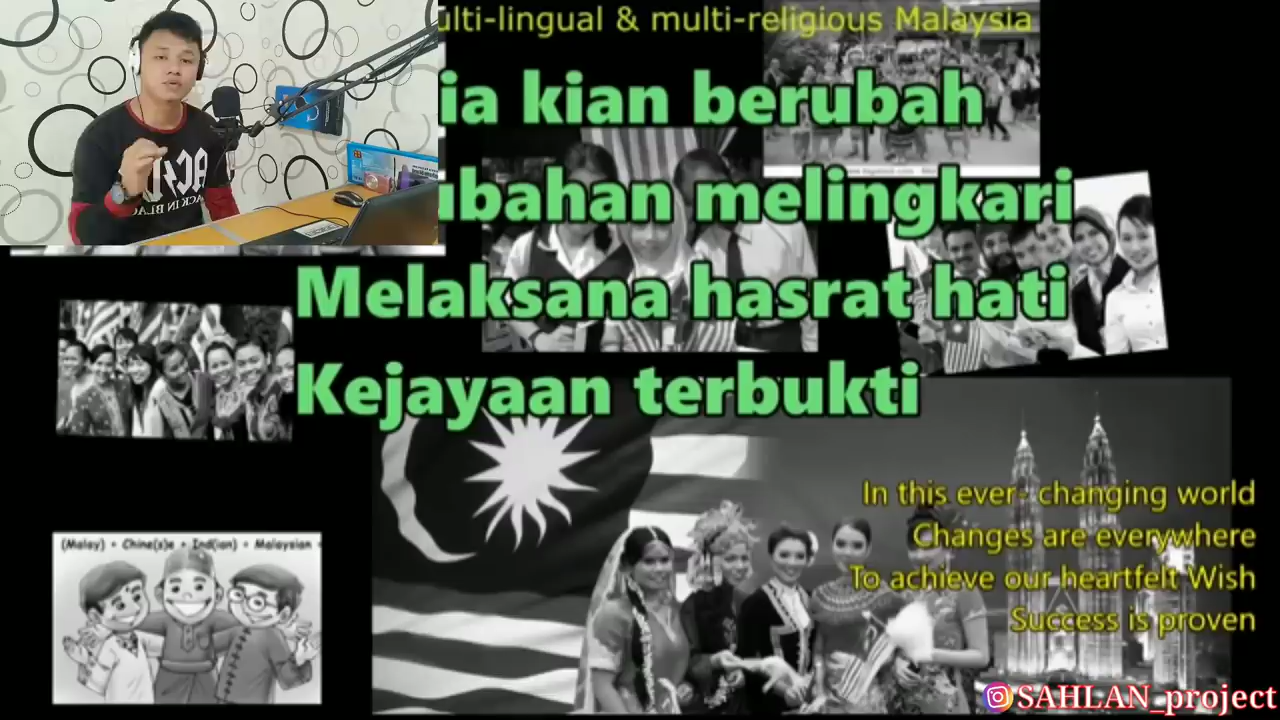 ulti-lingual & multi-religious Malaysia
ia kian berubah
ubahan melingkari
Melaksana hasrat hati
Kejayaan terbukti
In this ever- changing world
Changes are everywhere
To achieve our heartfelt Wish
Success is proven
(Malay) + Chine(s)e + Ind(ian) = Malaysian
SAHLAN_project